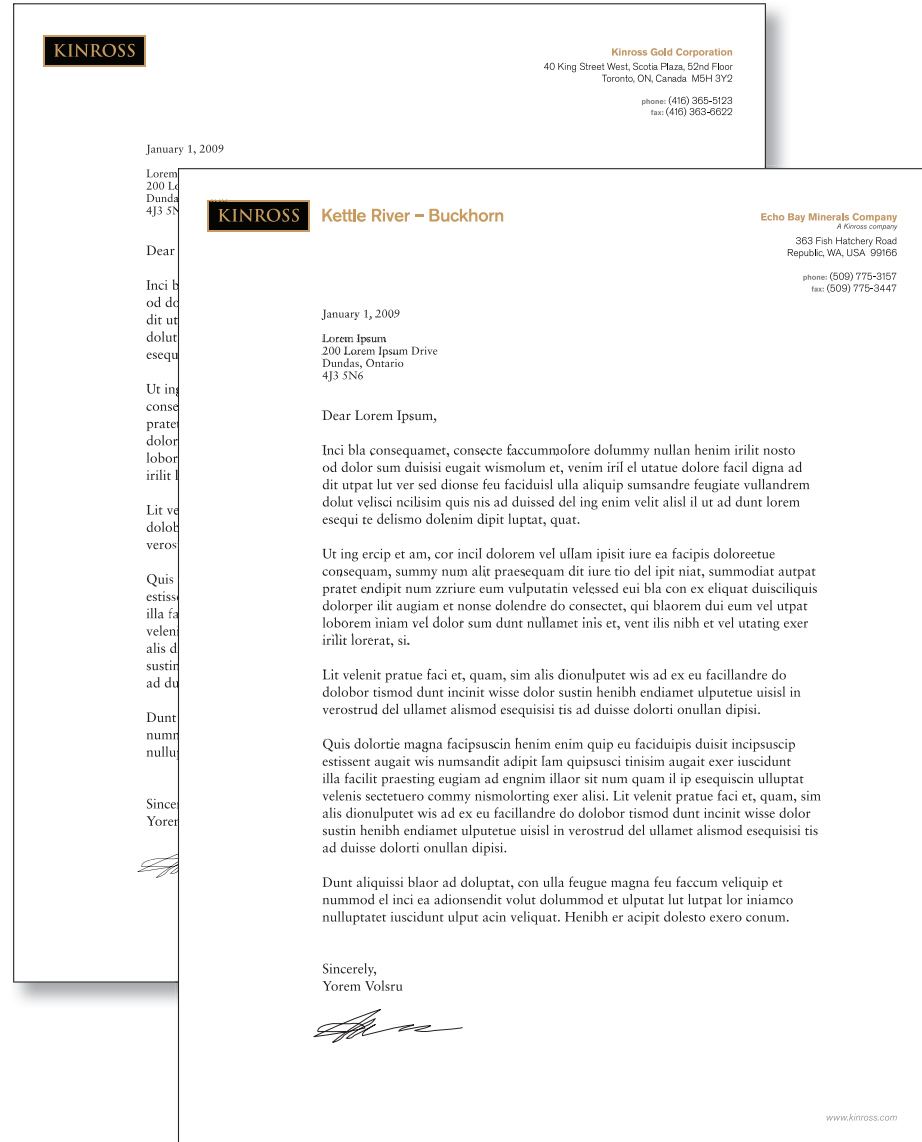 KINROSS
Kinross Gold Corporation
40 King Street West, Scotia Plaza, 52nd Floor
Toronto, ON, Canada M5H 3Y2
phone: (416) 365-5123
fax: (416) 363-6622
January 1, 2009
Lorem
200
4J3
Dear
Inci
od
dit ut
Ut
Lit
Quis
illa
alis
ad
Dunt
KINROSS
Kettle River – Buckhorn
Echo Bay Minerals Company
A Kinross company
363 Fish Hatchery Road
Republic, WA, USA 99166
phone: (509) 775-3157
fax: (509) 775-3447
January 1, 2009
Lorem Ipsum
200 Lorem Ipsum Drive
Dundas, Ontario
4J3 5N6
Dear Lorem Ipsum,
Inci bla consequamet, consecte faccummolore dolummy nullan henim irilit nosto
od dolor sum duisisi eugait wismolum et, venim iril el utatue dolore facil digna ad
dit utpat lut ver sed dionse feu faciduisl ulla aliquip sumsandre feugiate vullandrem
dolut velisci ncilisim quis nis ad duissed del ing enim velit alisl il ut ad dunt lorem
esequi te delismo dolenim dipit luptat, quat.
Ut ing ercip et am, cor incil dolorem vel ullam ipisit iure ea facipis doloreetue
consequam, summy num alit praesequam dit iure tio del ipit niat, summodiat autpat
pratet endipit num zzriure eum vulputatin velessed eui bla con ex eliquat duisciliquis
dolorper ilit augiam et nonse dolendre do consectet, qui blaorem dui eum vel utpat
loborem iniam vel dolor sum dunt nullamet inis et, vent ilis nibh et vel utating exer
irilit lorerat, si.
Lit velenit pratue faci et, quam, sim alis dionulputet wis ad ex eu facillandre do
dolobor tismod dunt incinit wisse dolor sustin henibh endiamet ulputetue uisisl in
verostrud del ullamet alismod esequisisi tis ad duisse dolorti onullan dipisi.
Quis dolortie magna facipsuscin henim enim quip eu faciduipis duisit incipsuscip
estissent augait wis numsandit adipit lam quipsusci tinisim augait exer iuscidunt
illa facilit praesting eugiam ad engnim illaor sit num quam il ip esequiscin ulluptat
velenis sectetuero commy nismolorting exer alisi. Lit velenit pratue faci et, quam, sim
alis dionulputet wis ad ex eu facillandre do dolobor tismod dunt incinit wisse dolor
sustin henibh endiamet ulputetue uisisl in verostrud del ullamet alismod esequisisi tis
ad duisse dolorti onullan dipisi.
Dunt aliquissi blaor ad doluptat, con ulla feugue magna feu faccum veliquip et
nummod el inci ea adionsendit volut dolummod et ulputat lut lutpat lor iniamco
nulluptatet iuscidunt ulput acin veliquat. Henibh er acipit dolesto exero conum.
Sincerely,
Yorem Volsru
www.kinross.com